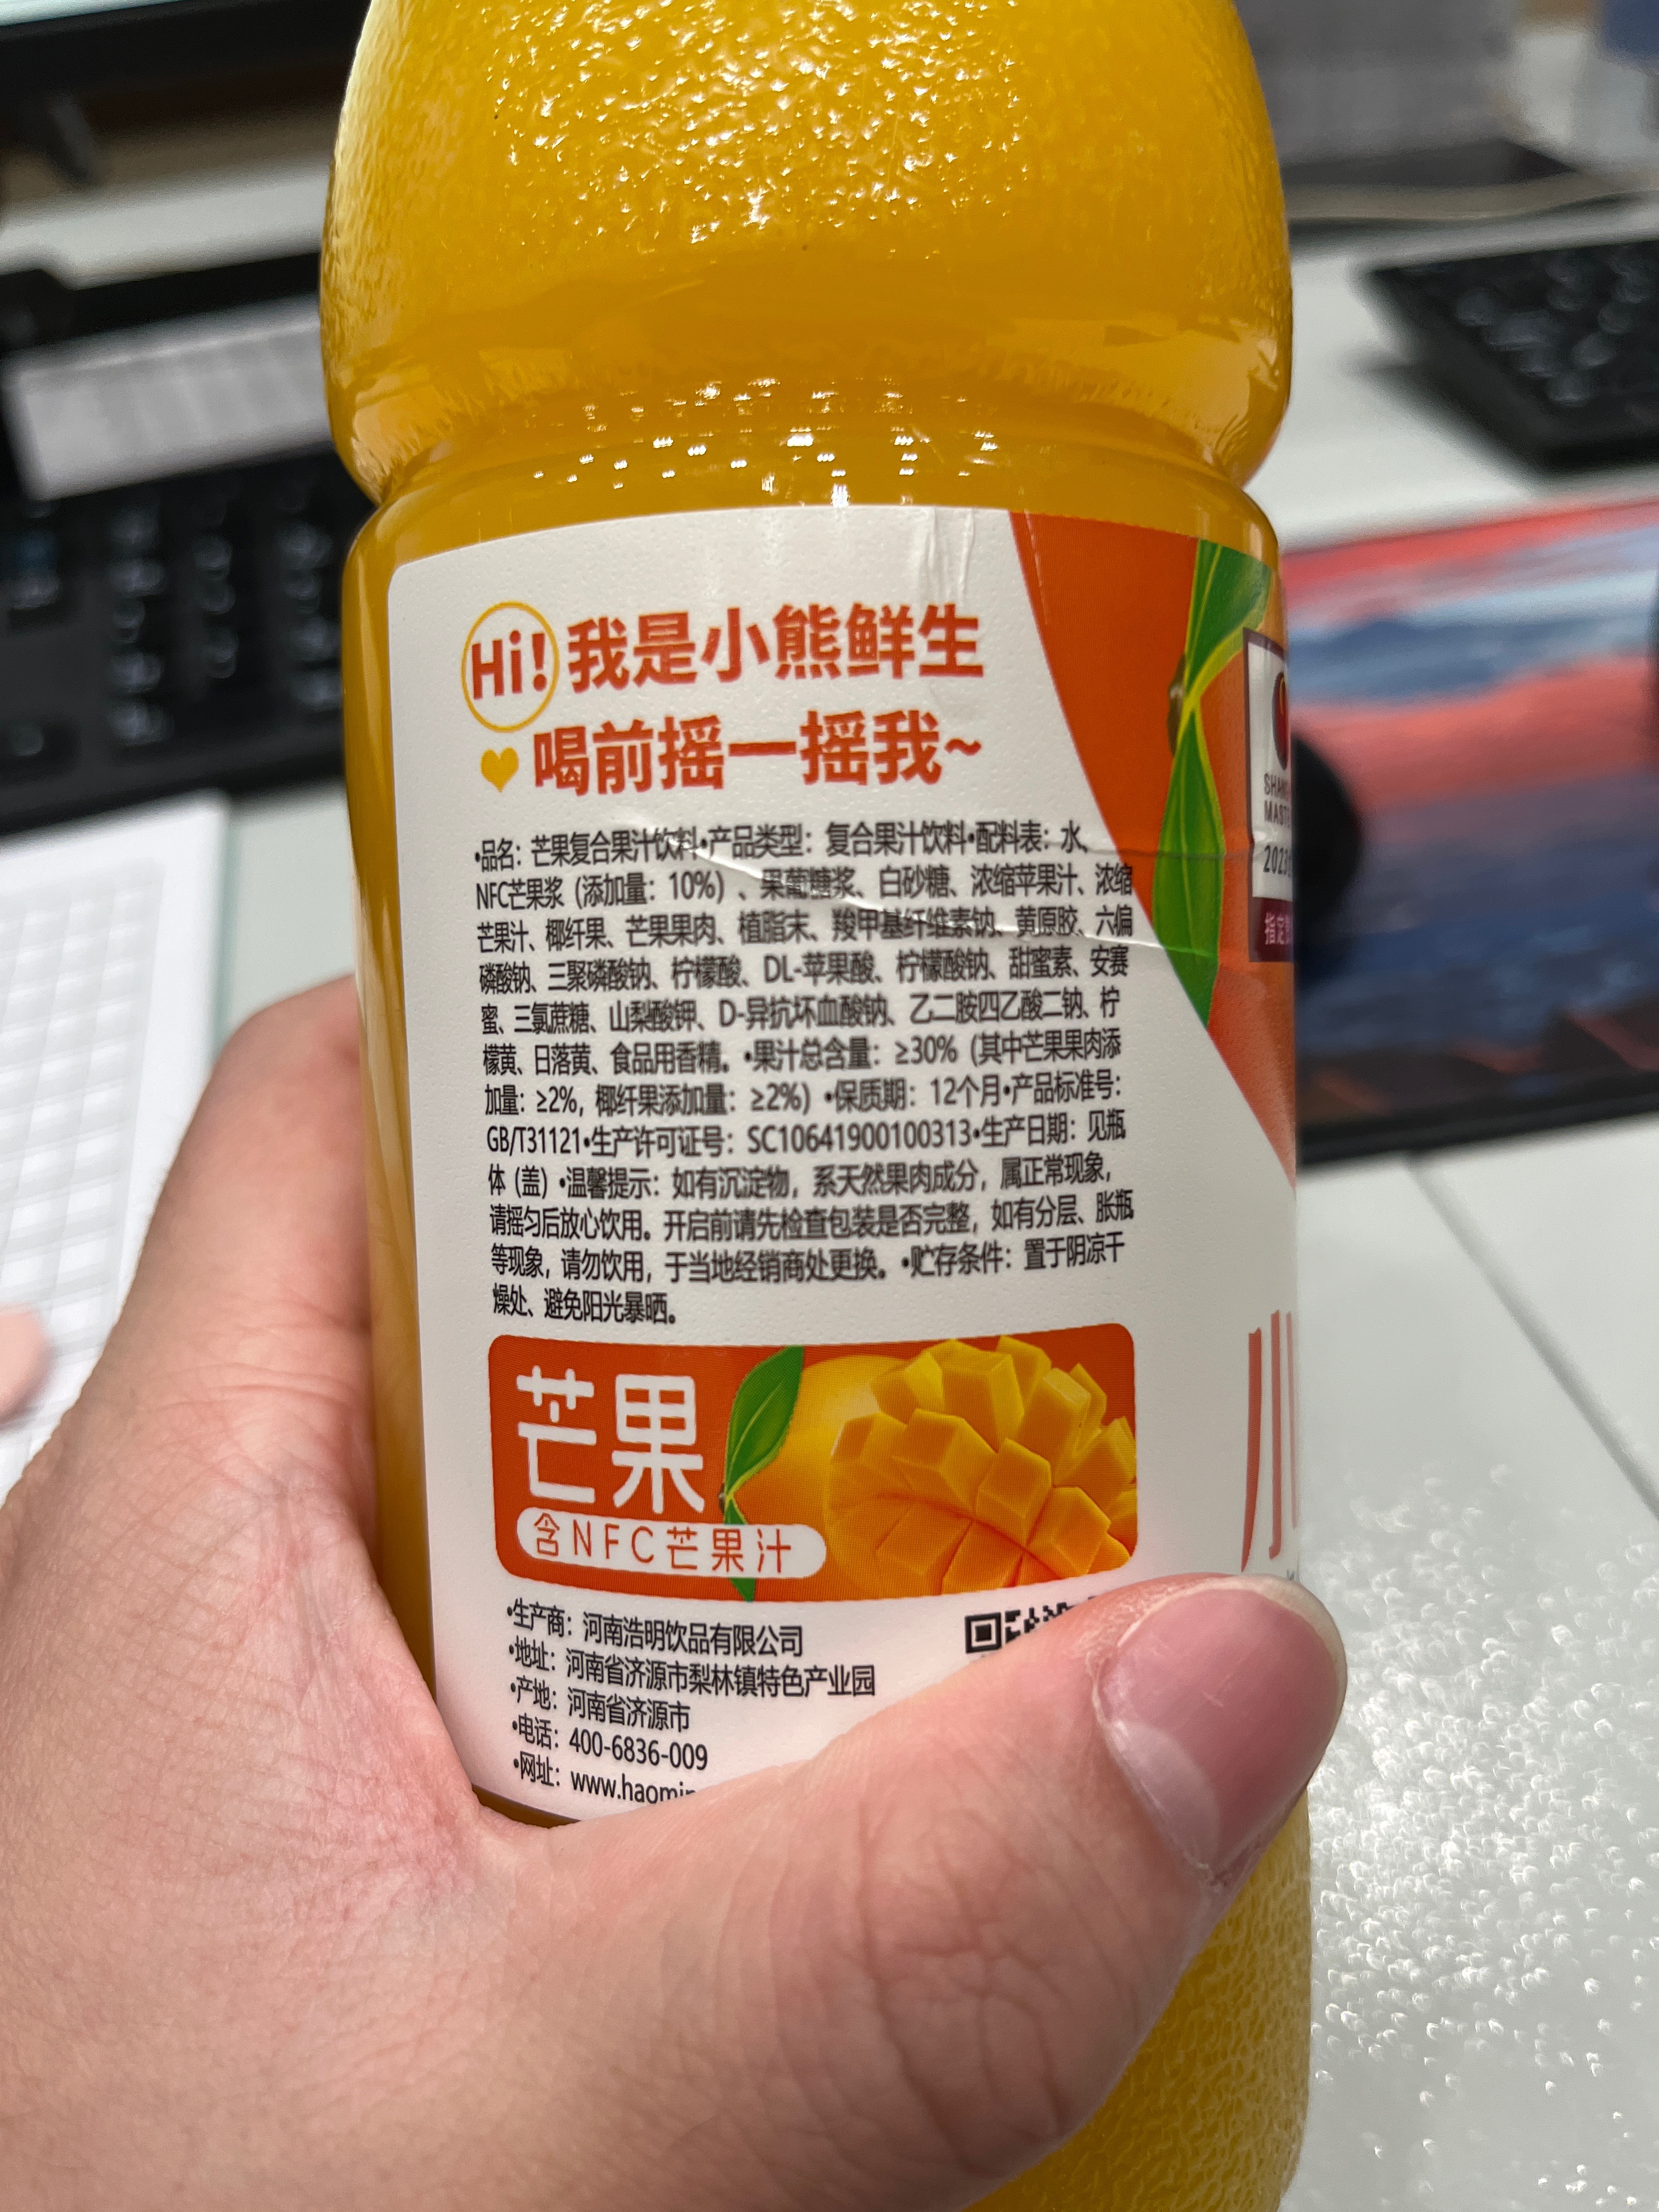 Hi! 我是小熊鲜生
喝前摇一摇我~
•品名：芒果复合果汁饮料•产品类型：复合果汁饮料•配料表：水、
NFC芒果浆（添加量：10%）、果葡糖浆、白砂糖、浓缩苹果汁、浓缩
芒果汁、椰纤果、芒果果肉、植脂末、羧甲基纤维素钠、黄原胶、六偏
磷酸钠、三聚磷酸钠、柠檬酸、DL-苹果酸、柠檬酸钠、甜蜜素、安赛
蜜、三氯蔗糖、山梨酸钾、D-异抗坏血酸钠、乙二胺四乙酸二钠、柠
檬黄、日落黄、食品用香精。•果汁总含量：≥30%（其中芒果果肉添
加量：≥2%，椰纤果添加量：≥2%）•保质期：12个月•产品标准号：
GB/T31121•生产许可证号：SC10641900100313•生产日期：见瓶
体（盖）•温馨提示：如有沉淀物，系天然果肉成分，属正常现象，
请摇匀后放心饮用。开启前请先检查包装是否完整，如有分层、胀瓶
等现象，请勿饮用，于当地经销商处更换。•贮存条件：置于阴凉干
燥处、避免阳光暴晒。
芒果
含NFC芒果汁
•生产商：河南浩明饮品有限公司
•地址：河南省济源市梨林镇特色产业园
•产地：河南省济源市
•电话：400-6836-009
•网址：www.haomin
MAST
2023
指定
小